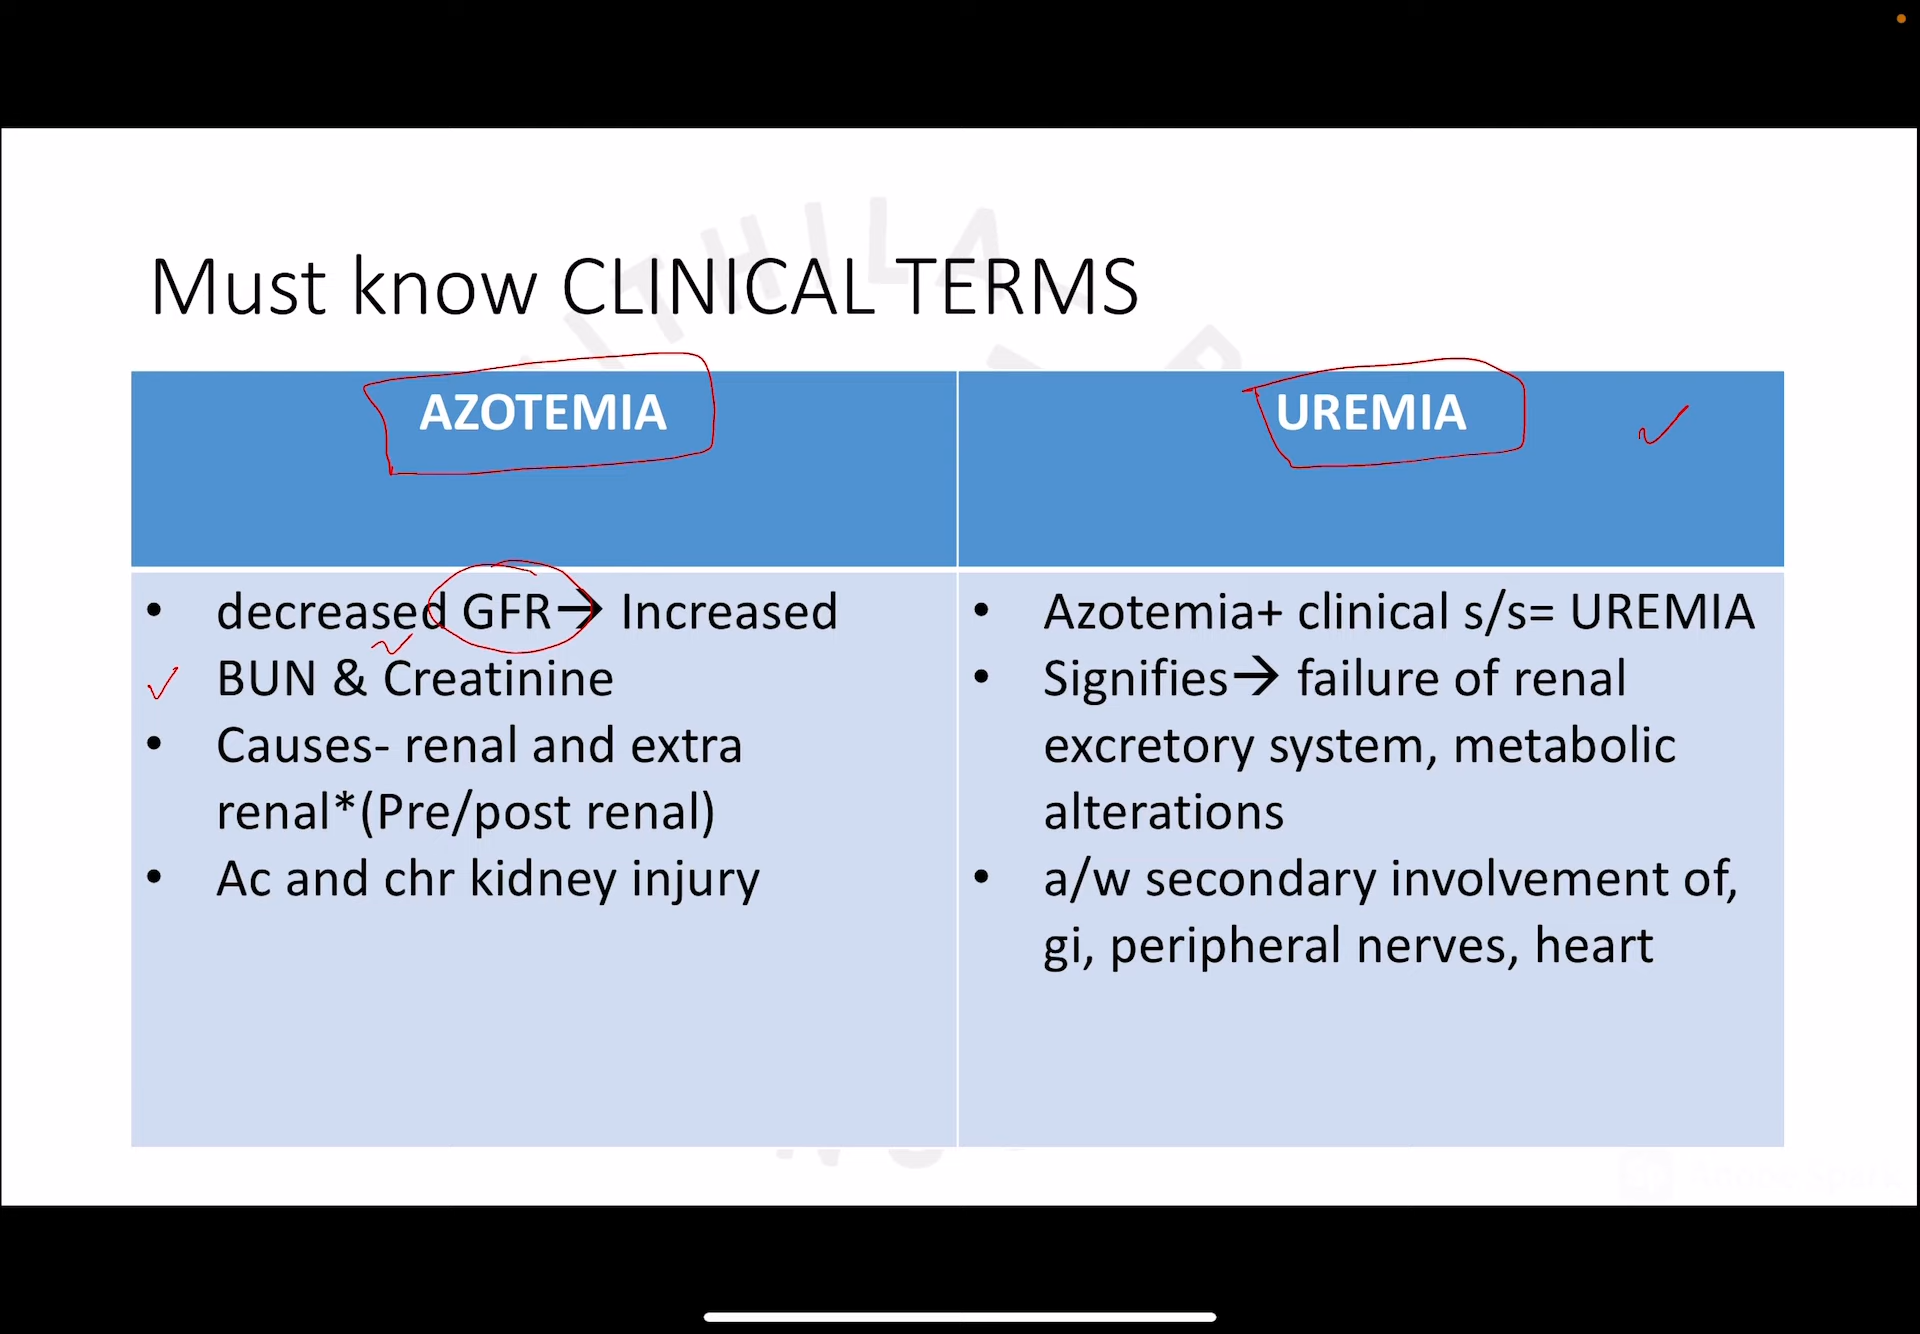 Must know CLINICAL TERMS
AZOTEMIA
UREMIA
• decreased GFR→ Increased
BUN & Creatinine
• Causes- renal and extra
renal*(Pre/post renal)
• Ac and chr kidney injury
• Azotemia+ clinical s/s= UREMIA
• Signifies→ failure of renal
excretory system, metabolic
alterations
• a/w secondary involvement of,
gi, peripheral nerves, heart